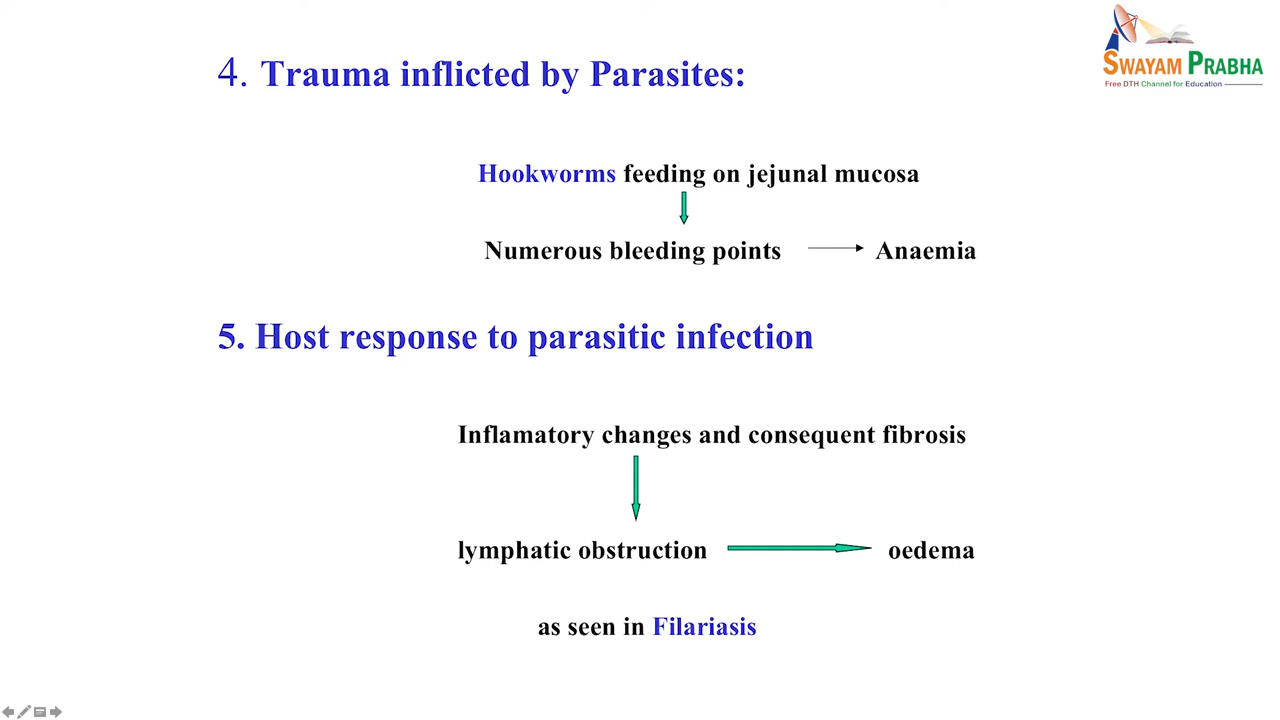 SWAYAM PRABHA
Free DTH Channel for Education
4. Trauma inflicted by Parasites:
Hookworms feeding on jejunal mucosa
Numerous bleeding points Anaemia
5. Host response to parasitic infection
Inflamatory changes and consequent fibrosis
lymphatic obstruction oedema
as seen in Filariasis